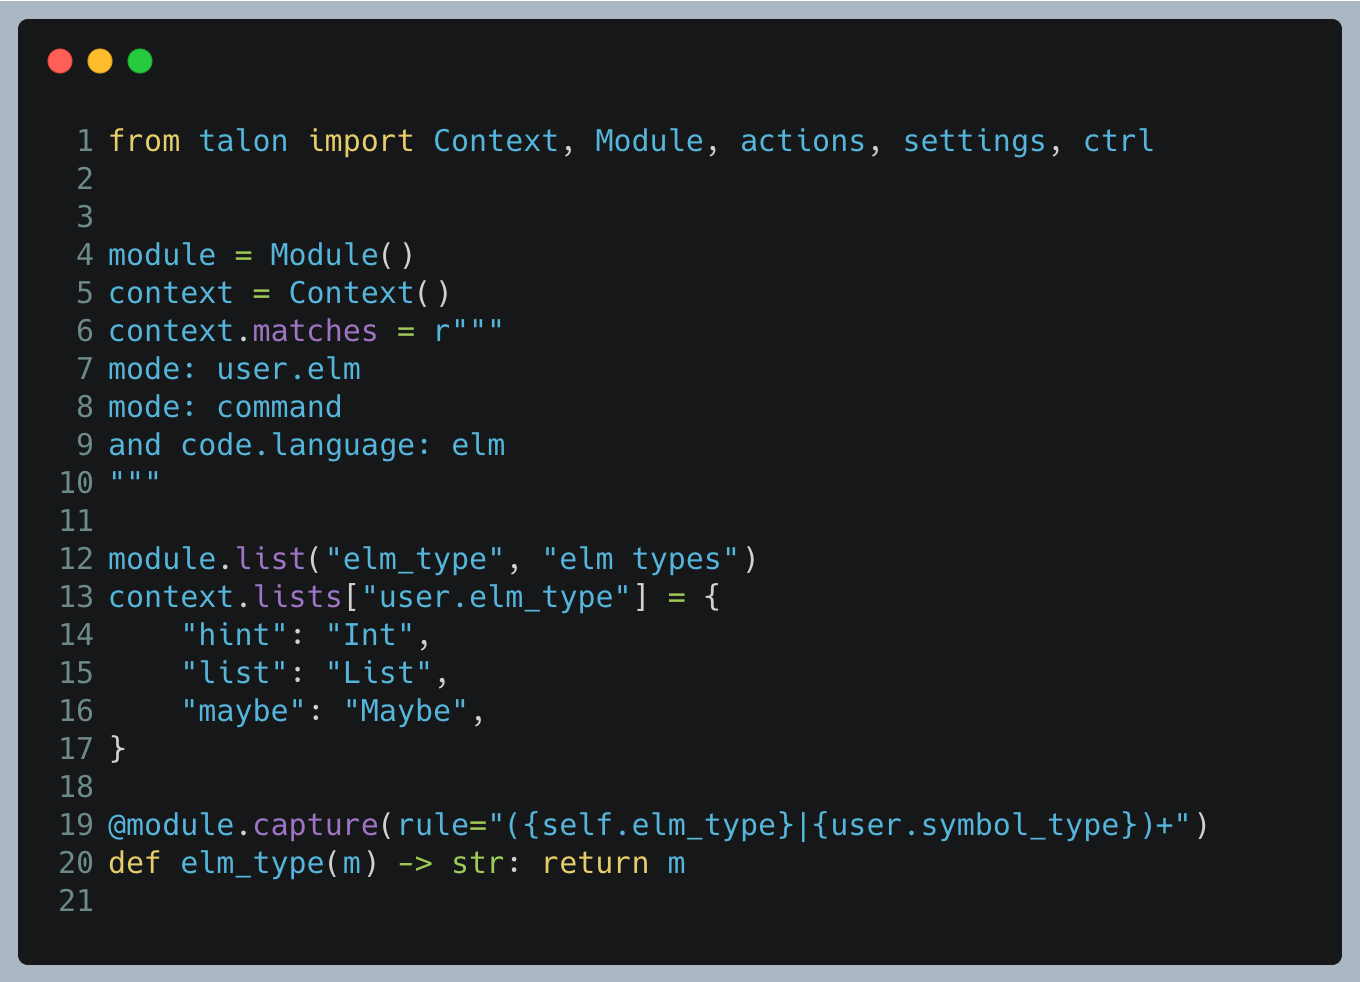 1 from talon import Context, Module, actions, settings, ctrl
2
3
4 module = Module()
5 context = Context()
6 context.matches = r"""
7 mode: user.elm
8 mode: command
9 and code.language: elm
10 """
11
12 module.list("elm_type", "elm types")
13 context.lists["user.elm_type"] = {
14     "hint": "Int",
15     "list": "List",
16     "maybe": "Maybe",
17 }
18
19 @module.capture(rule="({self.elm_type}|{user.symbol_type})+")
20 def elm_type(m) -> str: return m
21